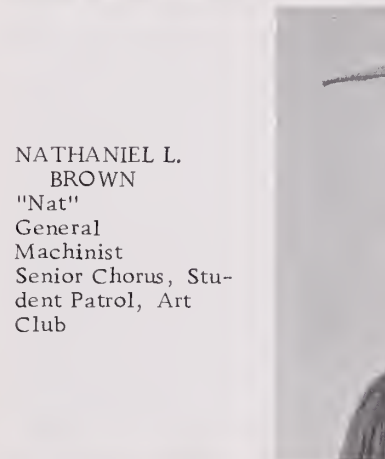 NATHANIEL L.
BROWN
"Nat"
General
Machinist
Senior Chorus, Stu-
dent Patrol, Art
Club